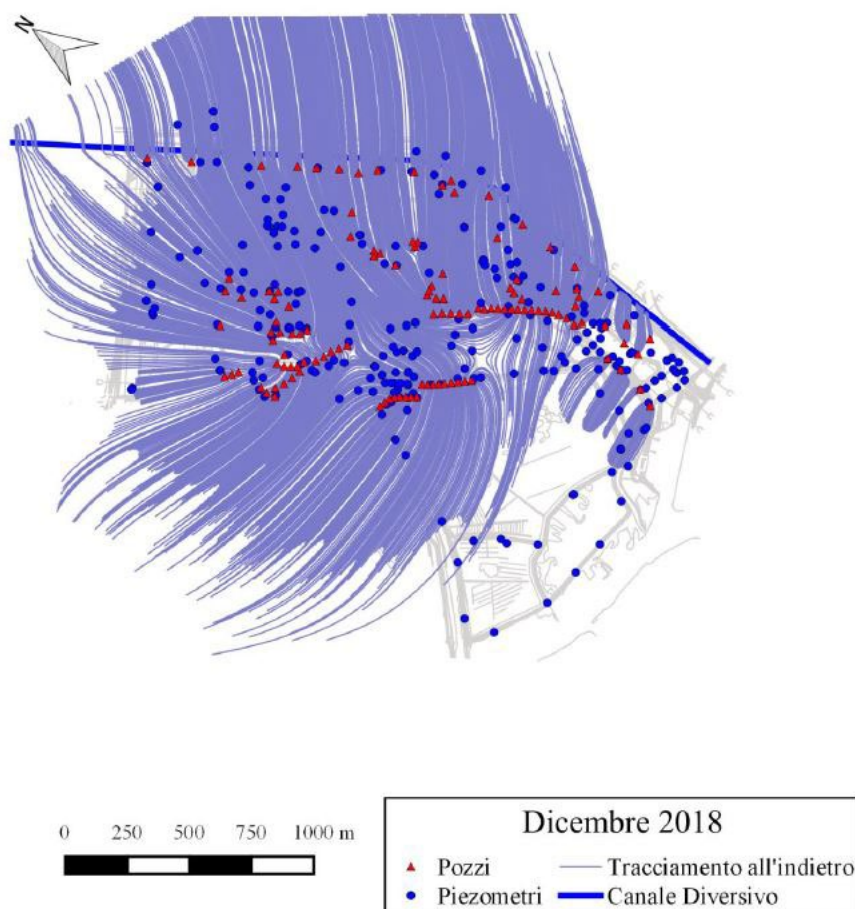 N
0 250 500 750 1000 m
Dicembre 2018
Pozzi Tracciamento all'indietro
Piezometri Canale Diversivo